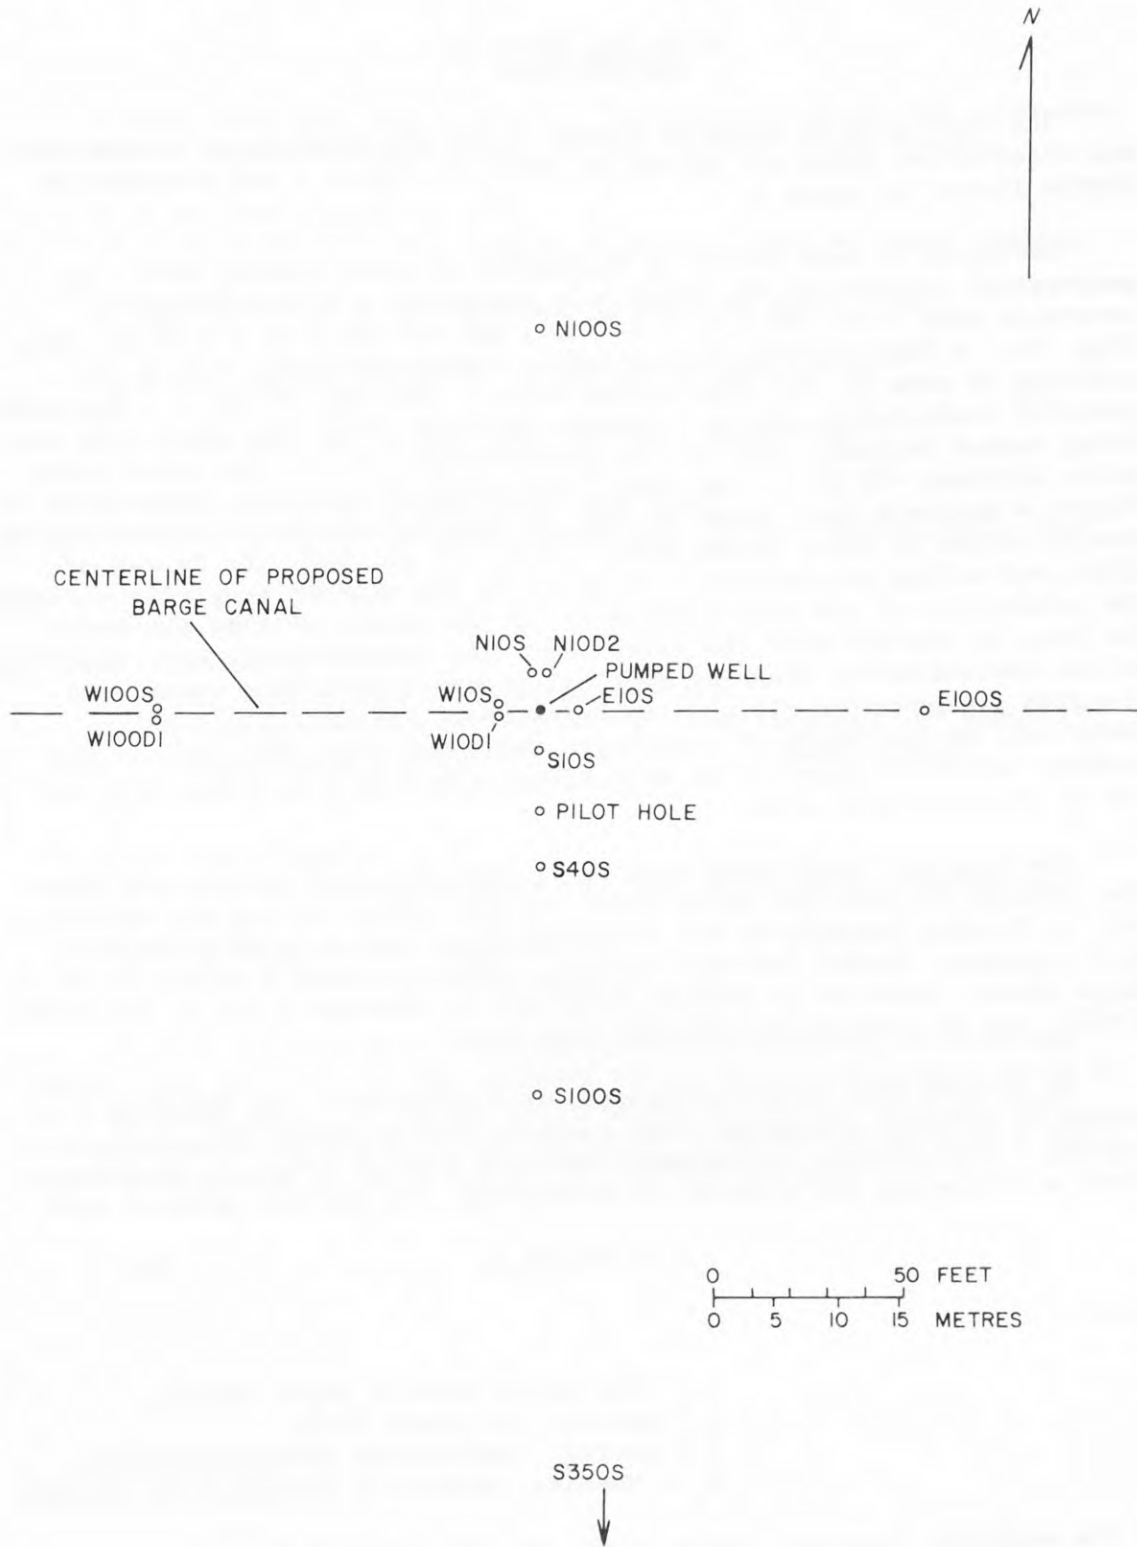 N
N100S
CENTERLINE OF PROPOSED
BARGE CANAL
N10S N10D2
PUMPED WELL
W100S W10S E10S E100S
W100D1 W10D1
S10S
PILOT HOLE
S40S
S100S
0 50 FEET
0 5 10 15 METRES
S350S